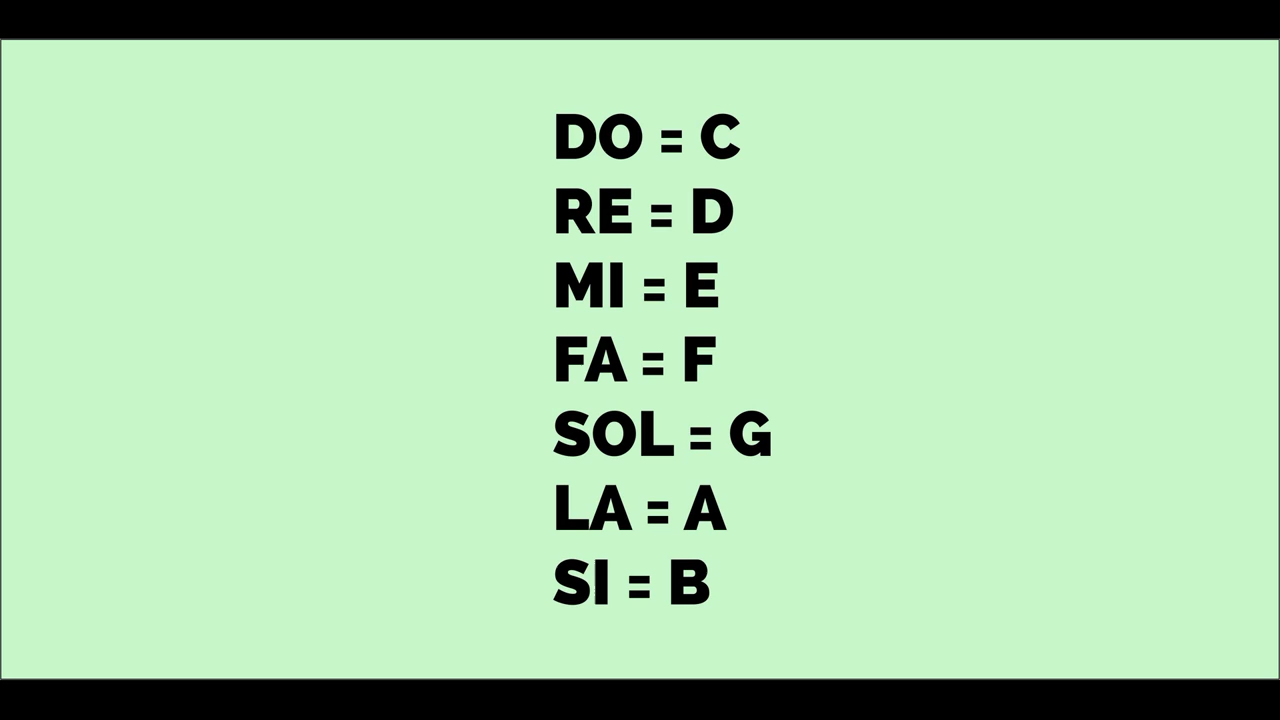 DO = C
RE = D
MI = E
FA = F
SOL = G
LA = A
SI = B